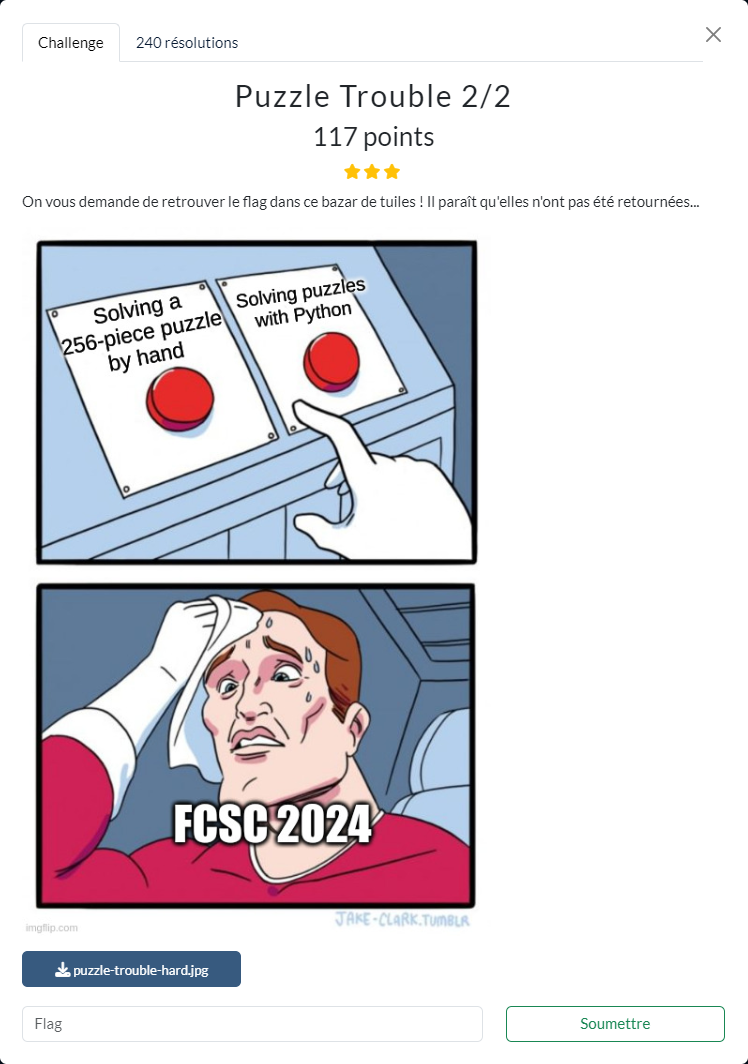 Challenge
240 résolutions
Puzzle Trouble 2/2
117 points
On vous demande de retrouver le flag dans ce bazar de tuiles ! Il paraît qu'elles n'ont pas été retournées...
Solving a
256-piece puzzle
by hand
Solving puzzles
with Python
FCSC 2024
imgflip.com
JAKE-CLARK.TUMBLR
puzzle-trouble-hard.jpg
Flag
Soumettre